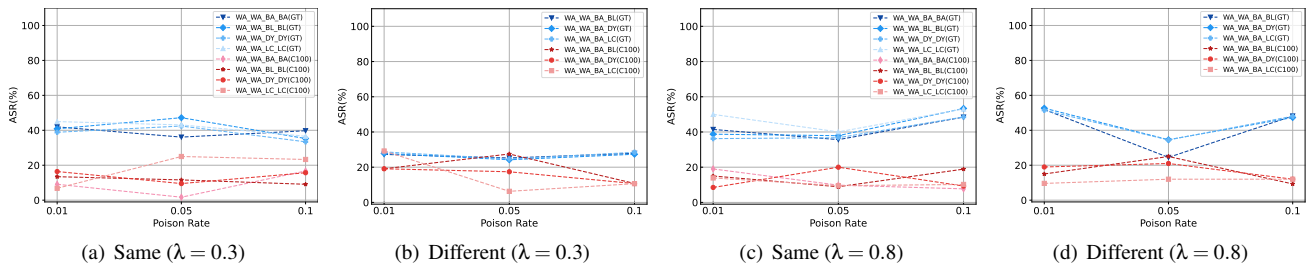 100
80
60
40
20
0
ASR(%)
0.01
0.05
0.1
Poison Rate
WA_WA_BA_BA(GT)
WA_WA_BL_BL(GT)
WA_WA_DY_DY(GT)
WA_WA_LC_LC(GT)
WA_WA_BA_BA(C100)
WA_WA_BL_BL(C100)
WA_WA_DY_DY(C100)
WA_WA_LC_LC(C100)
(a) Same (λ = 0.3)
100
80
60
40
20
0
ASR(%)
0.01
0.05
0.1
Poison Rate
WA_WA_BA_BL(GT)
WA_WA_BA_DY(GT)
WA_WA_BA_LC(GT)
WA_WA_BA_BL(C100)
WA_WA_BA_DY(C100)
WA_WA_BA_LC(C100)
(b) Different (λ = 0.3)
100
80
60
40
20
0
ASR(%)
0.01
0.05
0.1
Poison Rate
WA_WA_BA_BA(GT)
WA_WA_BL_BL(GT)
WA_WA_DY_DY(GT)
WA_WA_LC_LC(GT)
WA_WA_BA_BA(C100)
WA_WA_BL_BL(C100)
WA_WA_DY_DY(C100)
WA_WA_LC_LC(C100)
(c) Same (λ = 0.8)
100
80
60
40
20
0
ASR(%)
0.01
0.05
0.1
Poison Rate
WA_WA_BA_BL(GT)
WA_WA_BA_DY(GT)
WA_WA_BA_LC(GT)
WA_WA_BA_BL(C100)
WA_WA_BA_DY(C100)
WA_WA_BA_LC(C100)
(d) Different (λ = 0.8)